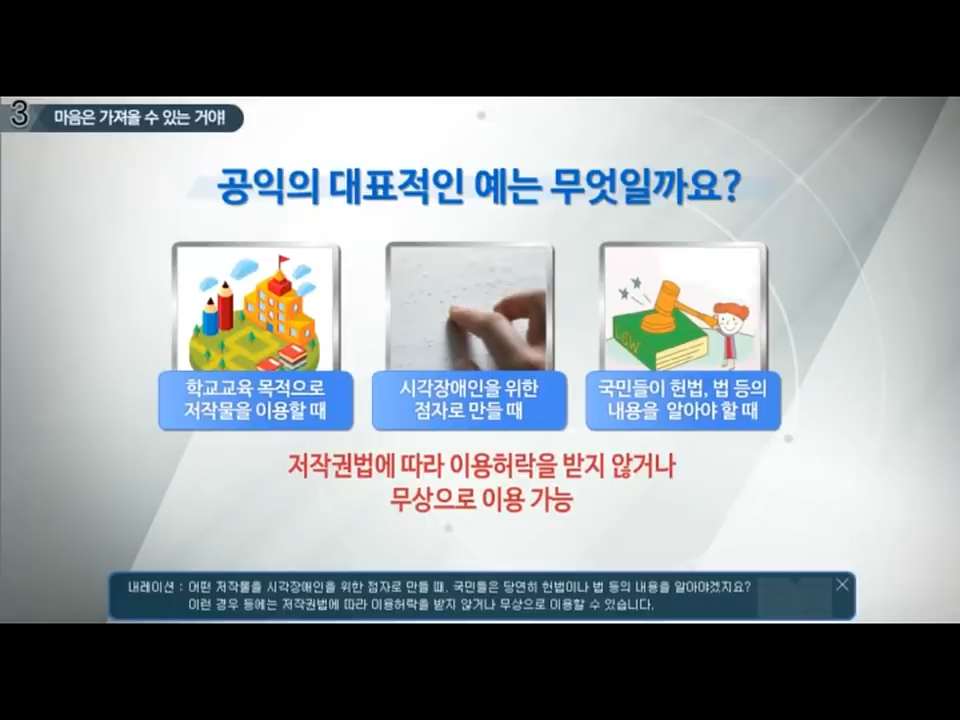 3
마음은 가져올 수 있는 거야!
공익의 대표적인 예는 무엇일까요?
학교교육 목적으로
저작물을 이용할 때
시각장애인을 위한
점자로 만들 때
LAW
국민들이 헌법, 법 등의
내용을 알아야 할 때
저작권법에 따라 이용허락을 받지 않거나
무상으로 이용 가능
내레이션 : 어떤 저작물을 시각장애인을 위한 점자로 만들 때. 국민들은 당연히 헌법이나 법 등의 내용을 알아야겠지요?
이런 경우 등에는 저작권법에 따라 이용허락을 받지 않거나 무상으로 이용할 수 있습니다.